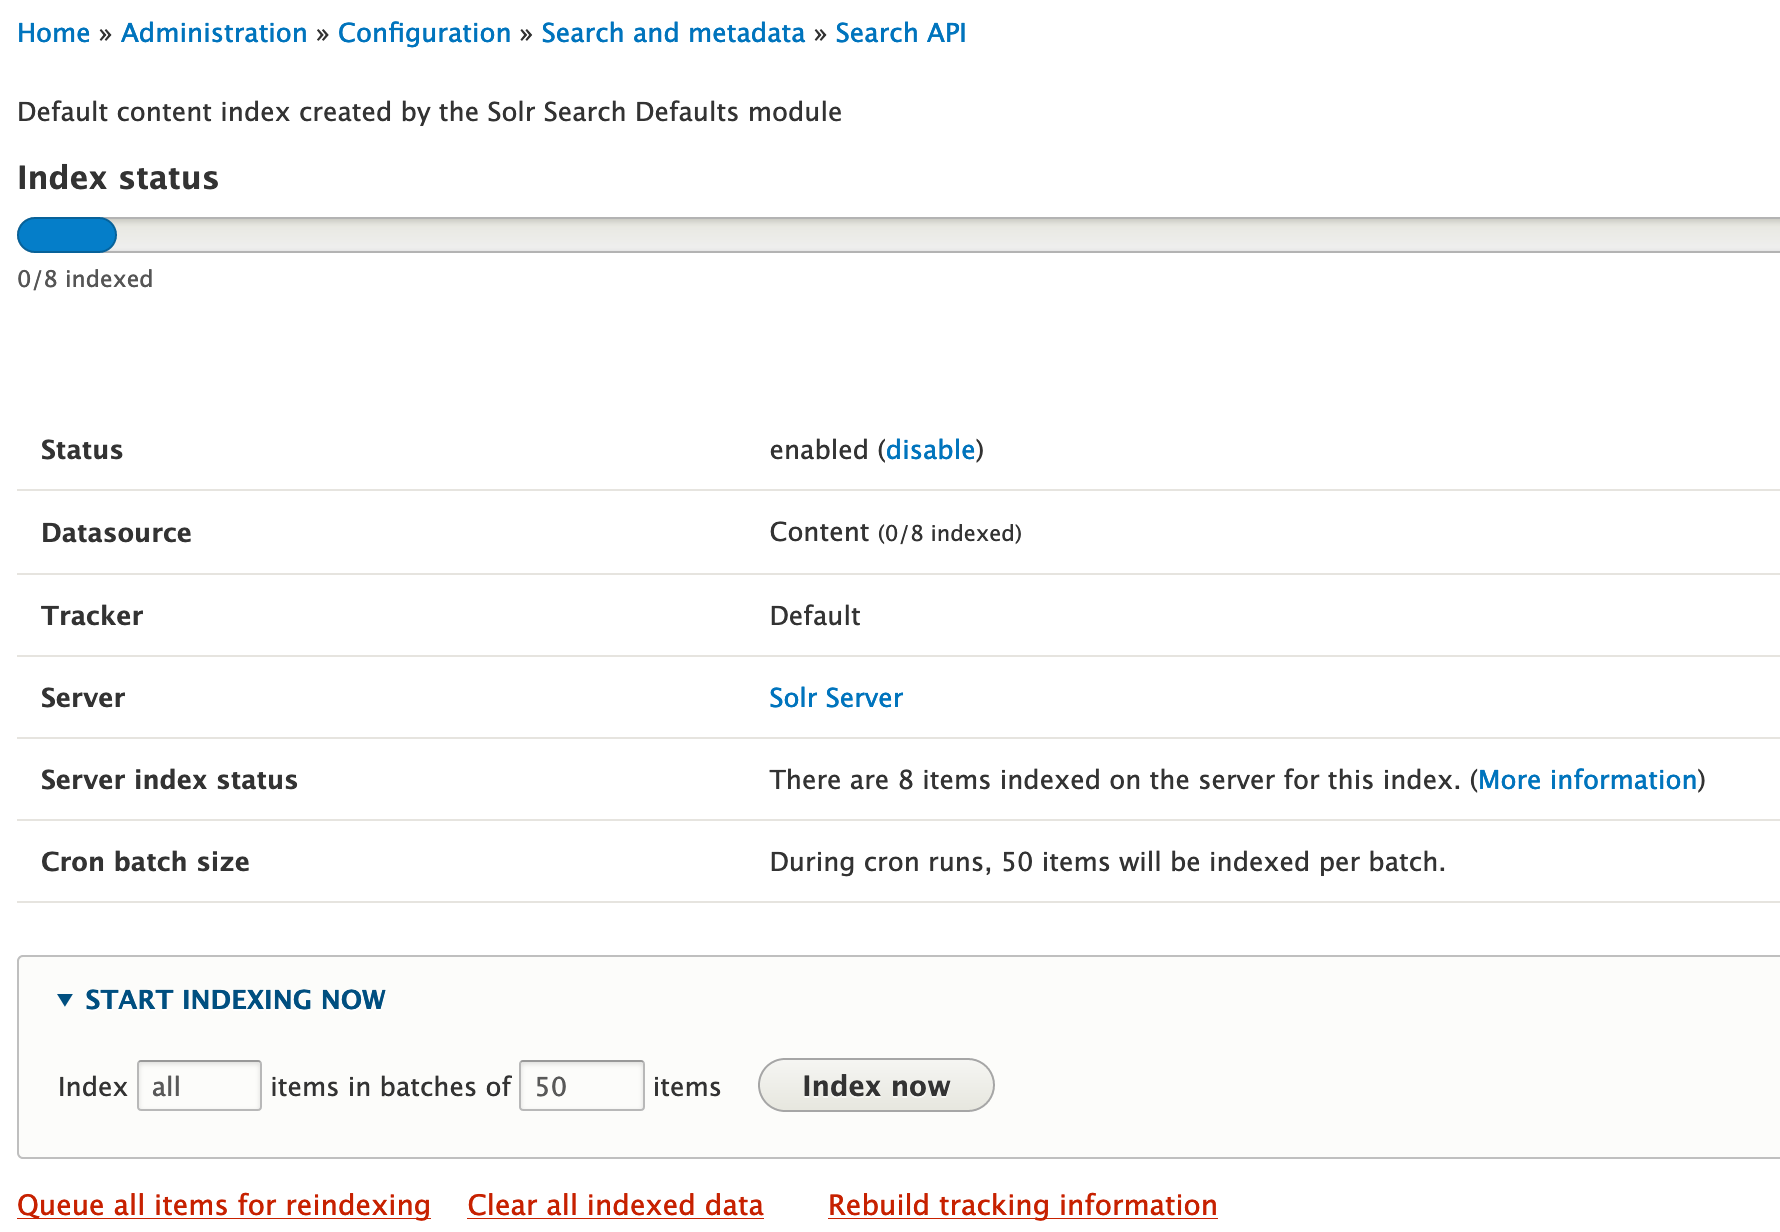 Home » Administration » Configuration » Search and metadata » Search API
Default content index created by the Solr Search Defaults module
Index status
0/8 indexed
Status enabled (disable)
Datasource Content (0/8 indexed)
Tracker Default
Server Solr Server
Server index status There are 8 items indexed on the server for this index. (More information)
Cron batch size During cron runs, 50 items will be indexed per batch.
▼ START INDEXING NOW
Index all items in batches of 50 items Index now
Queue all items for reindexing Clear all indexed data Rebuild tracking information